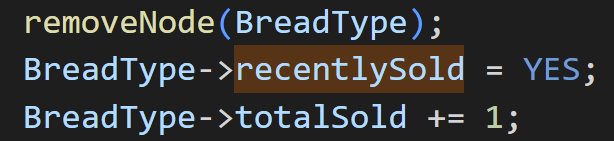 removeNode(BreadType);
BreadType->recentlySold = YES;
BreadType->totalSold += 1;